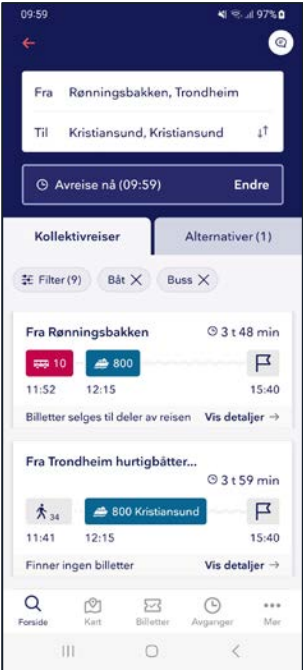 09:59 97%
Fra Rønningsbakken, Trondheim
Til Kristiansund, Kristiansund
Avreise nå (09:59) Endre
Kollektivreiser Alternativer (1)
Filter (9) Båt Buss
Fra Rønningsbakken 3 t 48 min
10 800
11:52 12:15 15:40
Billetter selges til deler av reisen Vis detaljer →
Fra Trondheim hurtigbåtter...
3 t 59 min
34 800 Kristiansund
11:41 12:15 15:40
Finner ingen billetter Vis detaljer →
Forside Kart Billetter Avganger Mer